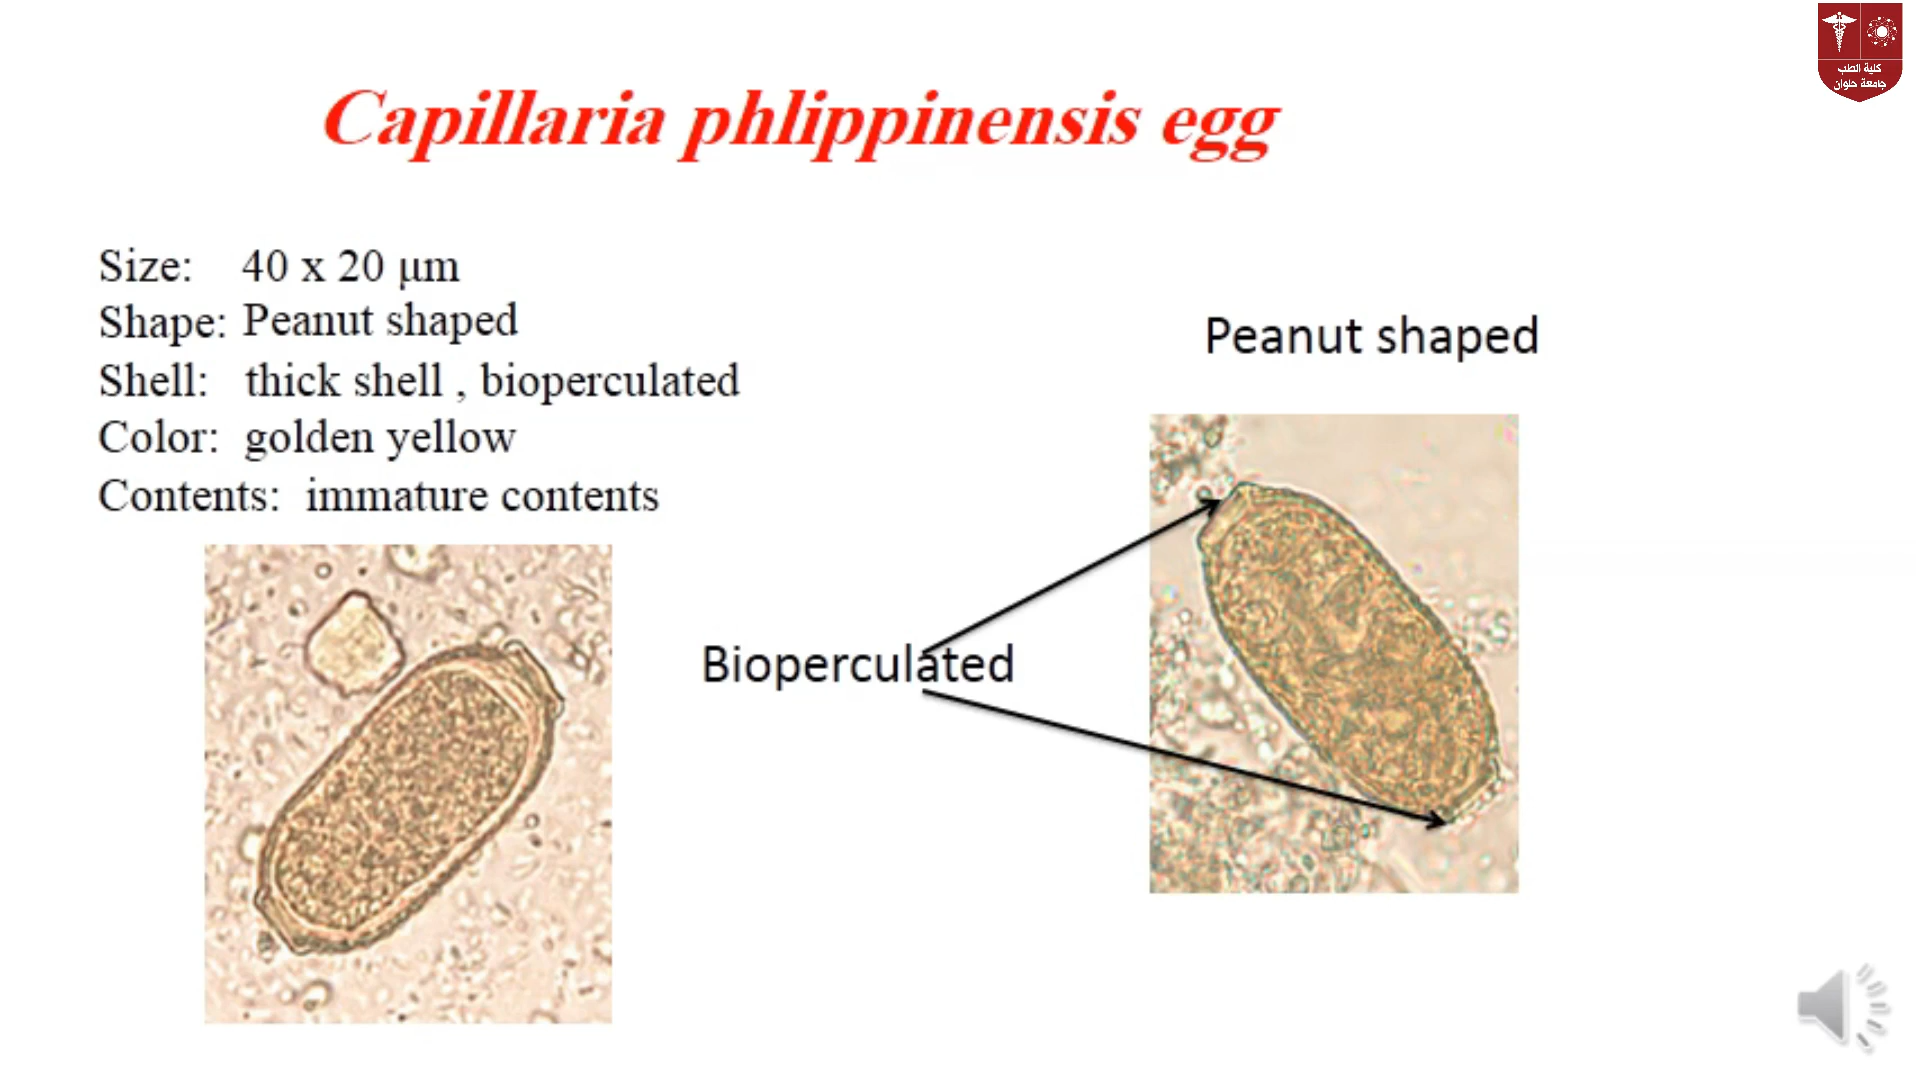 كلية الطب
جامعة حلوان
Capillaria phlippinensis egg
Size: 40 x 20 μm
Shape: Peanut shaped
Shell: thick shell , bioperculated
Color: golden yellow
Contents: immature contents
Peanut shaped
Bioperculated